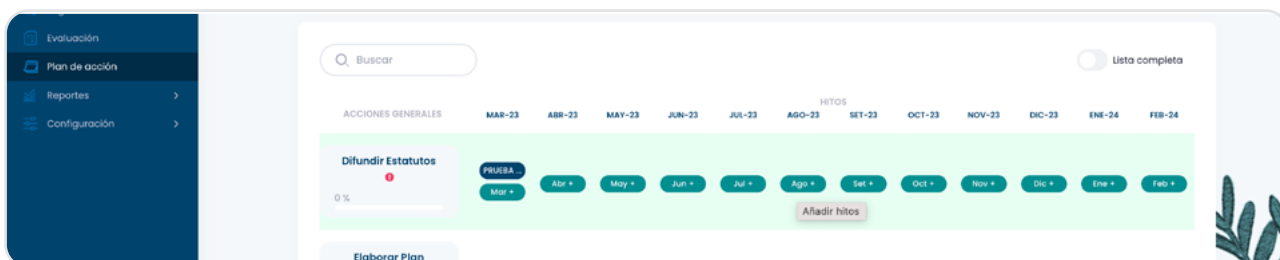 Evaluación
Plan de acción
Reportes
Configuración
Buscar
Lista completa
HITOS
ACCIONES GENERALES MAR-23 ABR-23 MAY-23 JUN-23 JUL-23 AGO-23 SET-23 OCT-23 NOV-23 DIC-23 ENE-24 FEB-24
Difundir Estatutos
PRUEBA ...
Mar + Abr + May + Jun + Jul + Ago + Set + Oct + Nov + Dic + Ene + Feb +
0 %
Añadir hitos
Elaborar Plan